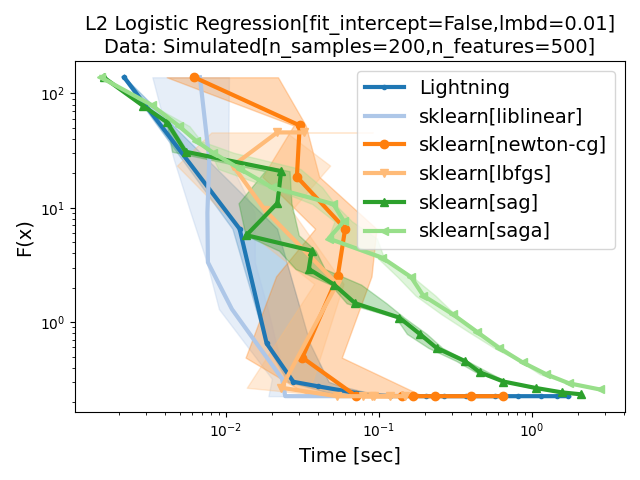 L2 Logistic Regression[fit_intercept=False,lmbd=0.01]
Data: Simulated[n_samples=200,n_features=500]
Lightning
sklearn[liblinear]
sklearn[newton-cg]
sklearn[lbfgs]
sklearn[sag]
sklearn[saga]
F(x)
10²
10¹
10⁰
10⁻²
10⁻¹
10⁰
Time [sec]